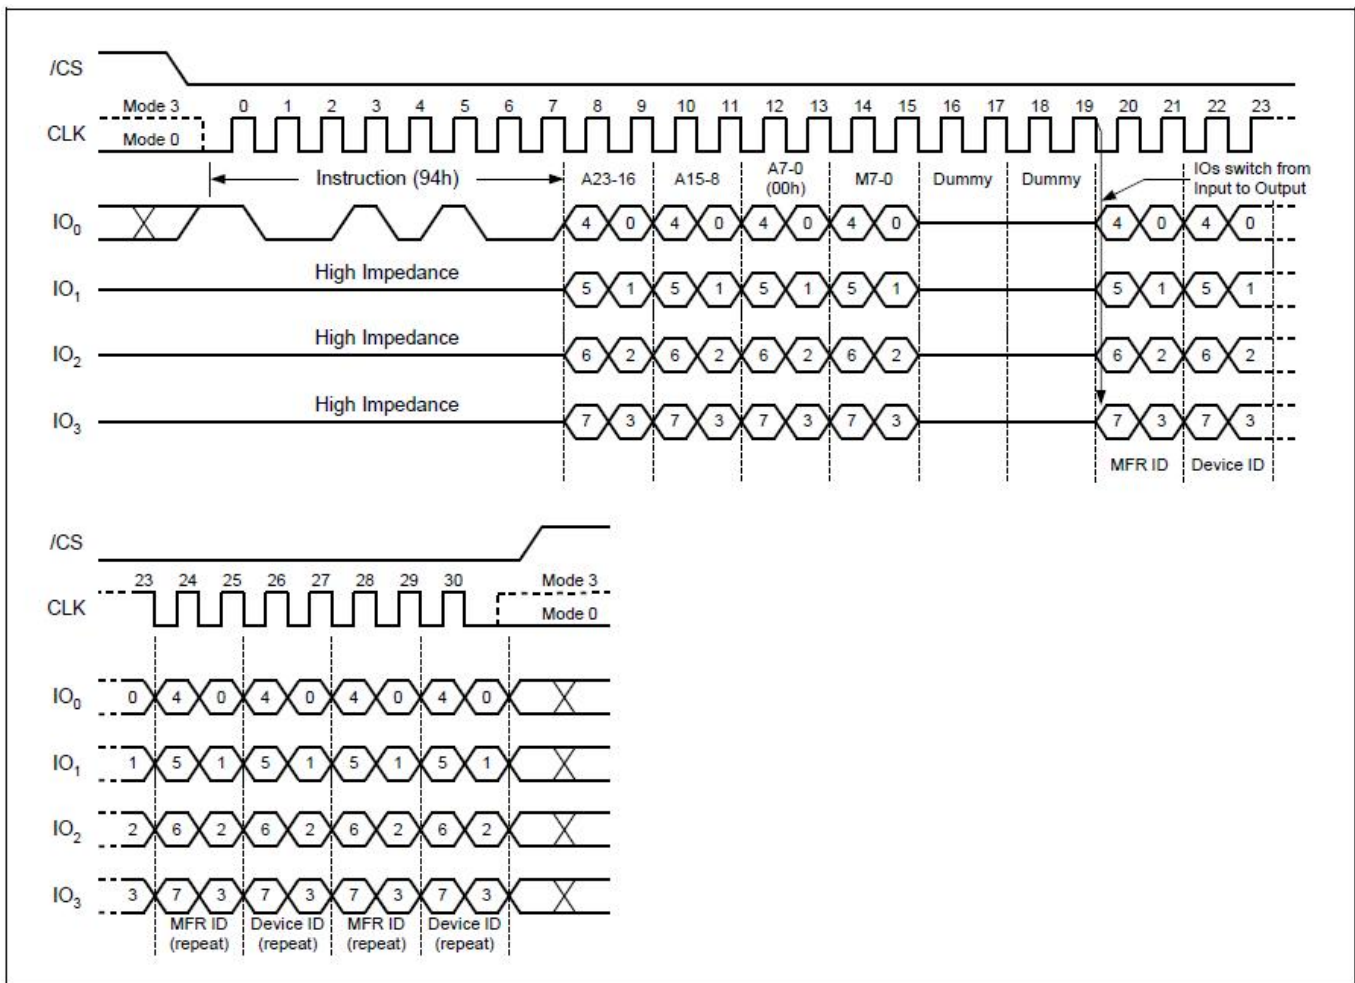 /CS
Mode 3 0 1 2 3 4 5 6 7 8 9 10 11 12 13 14 15 16 17 18 19 20 21 22 23
CLK Mode 0
Instruction (94h) A23-16 A15-8 A7-0 (00h) M7-0 Dummy Dummy IOs switch from Input to Output
IO0 4 0 4 0 4 0 4 0 4 0 4 0
High Impedance
IO1 5 1 5 1 5 1 5 1 5 1 5 1
High Impedance
IO2 6 2 6 2 6 2 6 2 6 2 6 2
High Impedance
IO3 7 3 7 3 7 3 7 3 7 3 7 3
MFR ID Device ID
/CS
23 24 25 26 27 28 29 30 Mode 3
CLK Mode 0
IO0 0 4 0 4 0 4 0 4 0
IO1 1 5 1 5 1 5 1 5 1
IO2 2 6 2 6 2 6 2 6 2
IO3 3 7 3 7 3 7 3 7 3
MFR ID Device ID MFR ID Device ID
(repeat) (repeat) (repeat) (repeat)